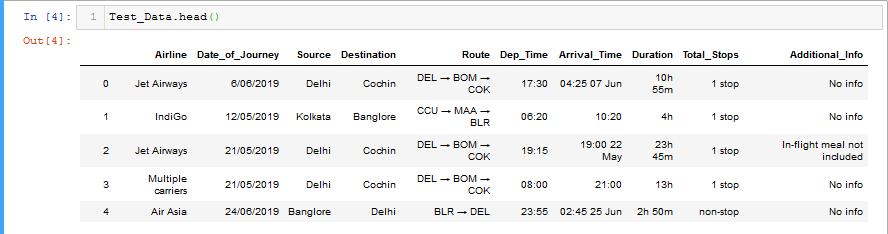 In [4]: 1 Test_Data.head()
Out[4]:
Airline Date_of_Journey Source Destination Route Dep_Time Arrival_Time Duration Total_Stops Additional_Info
0 Jet Airways 6/06/2019 Delhi Cochin DEL → BOM → COK 17:30 04:25 07 Jun 10h 55m 1 stop No info
1 IndiGo 12/05/2019 Kolkata Banglore CCU → MAA → BLR 06:20 10:20 4h 1 stop No info
2 Jet Airways 21/05/2019 Delhi Cochin DEL → BOM → COK 19:15 19:00 22 May 23h 45m 1 stop In-flight meal not included
3 Multiple carriers 21/05/2019 Delhi Cochin DEL → BOM → COK 08:00 21:00 13h 1 stop No info
4 Air Asia 24/06/2019 Banglore Delhi BLR → DEL 23:55 02:45 25 Jun 2h 50m non-stop No info